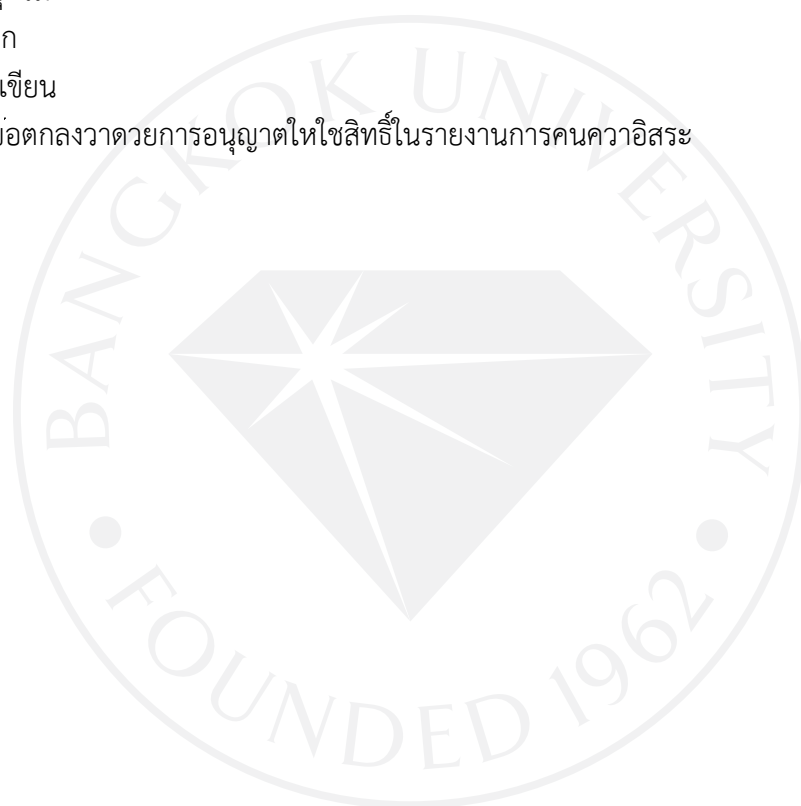 ก
เขียน
ข้อตกลงวาดวยการอนุญาตใหใชสิทธิ์ในรายงานการคนควาอิสระ
BANGKOK UNIVERSITY
• FOUNDED 1962 •